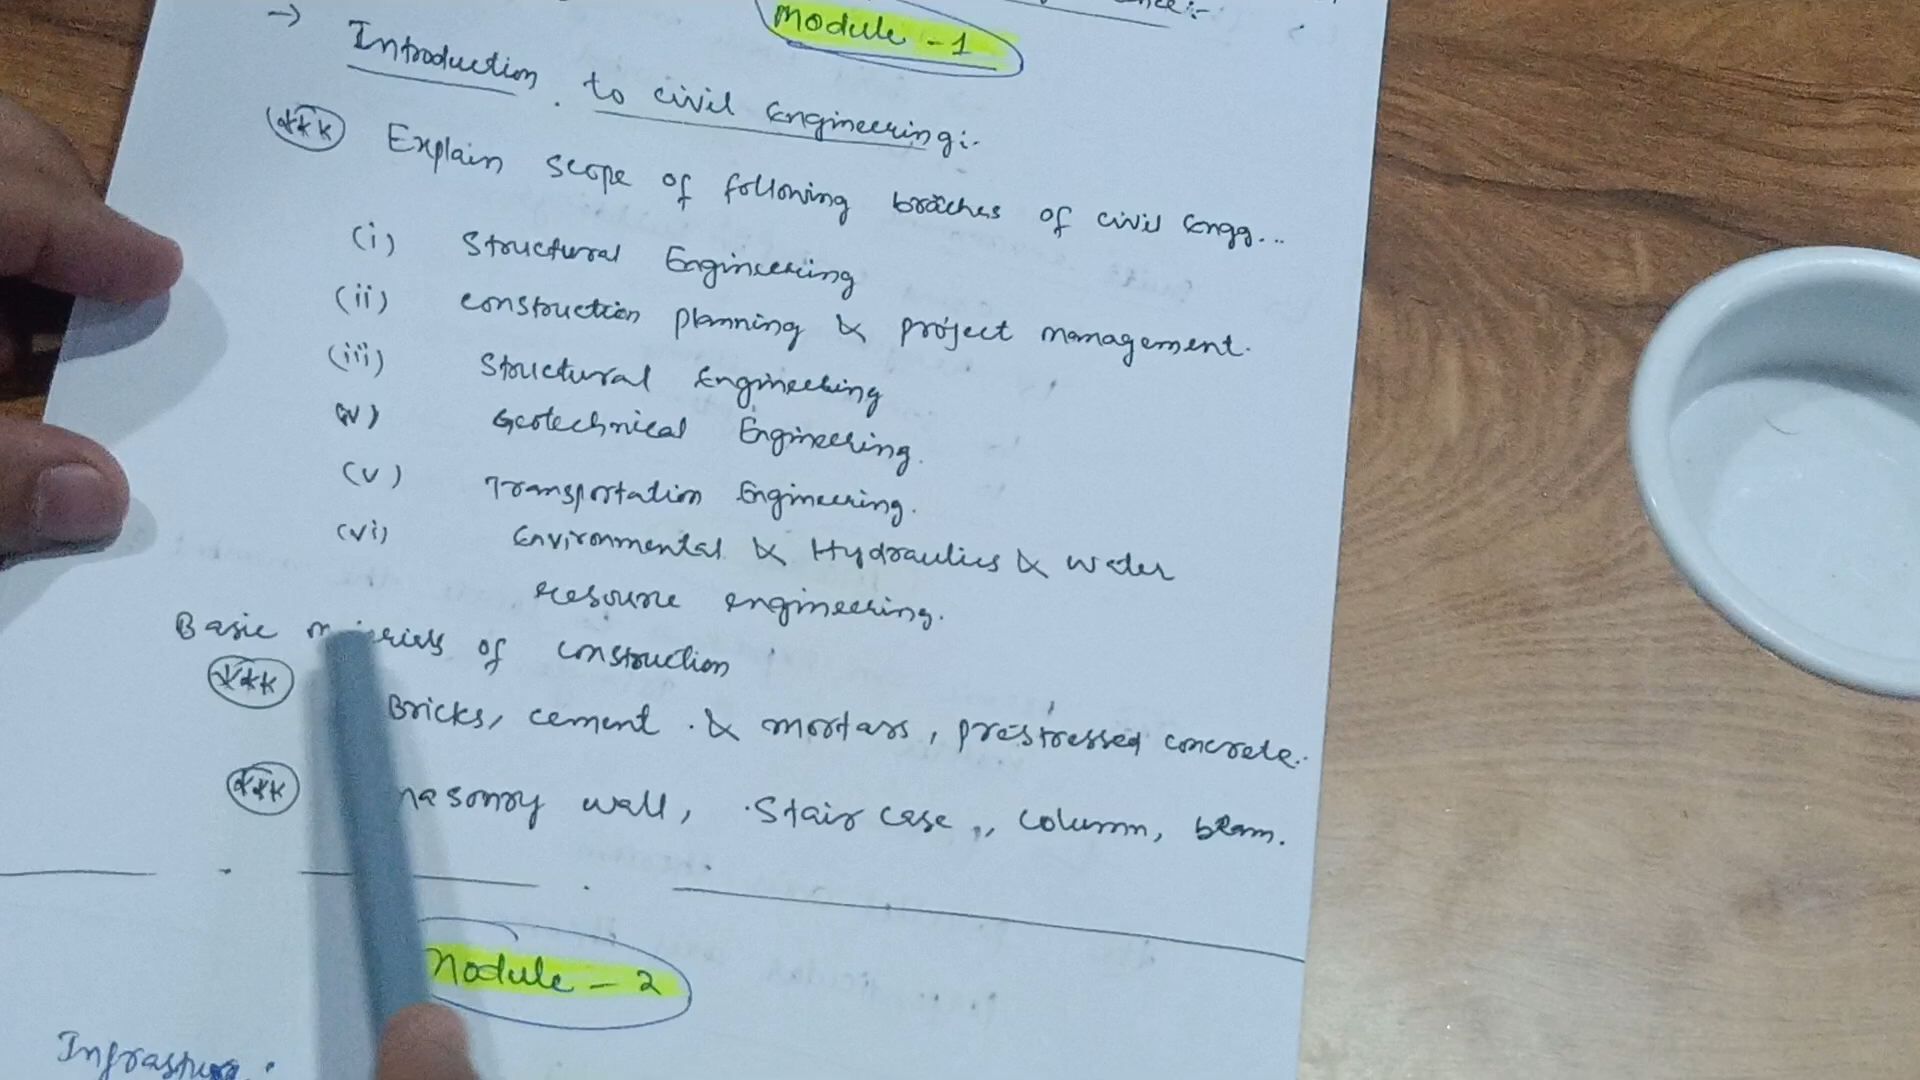 Module - 1
→ Introduction to civil Engineering:-
*** Explain scope of following braches of civil Engg...
(i) Structural Engineering
(ii) construction planning & project management.
(iii) Structural Engineering
iv) Geotechnical Engineering.
(v) Transportation Engineering.
(vi) Environmental & Hydraulics & water
resource engineering.
Basic of construction
*** Bricks, cement & mortars, prestressed concrete.
*** wall, Stair case, column, beam.
Module - 2